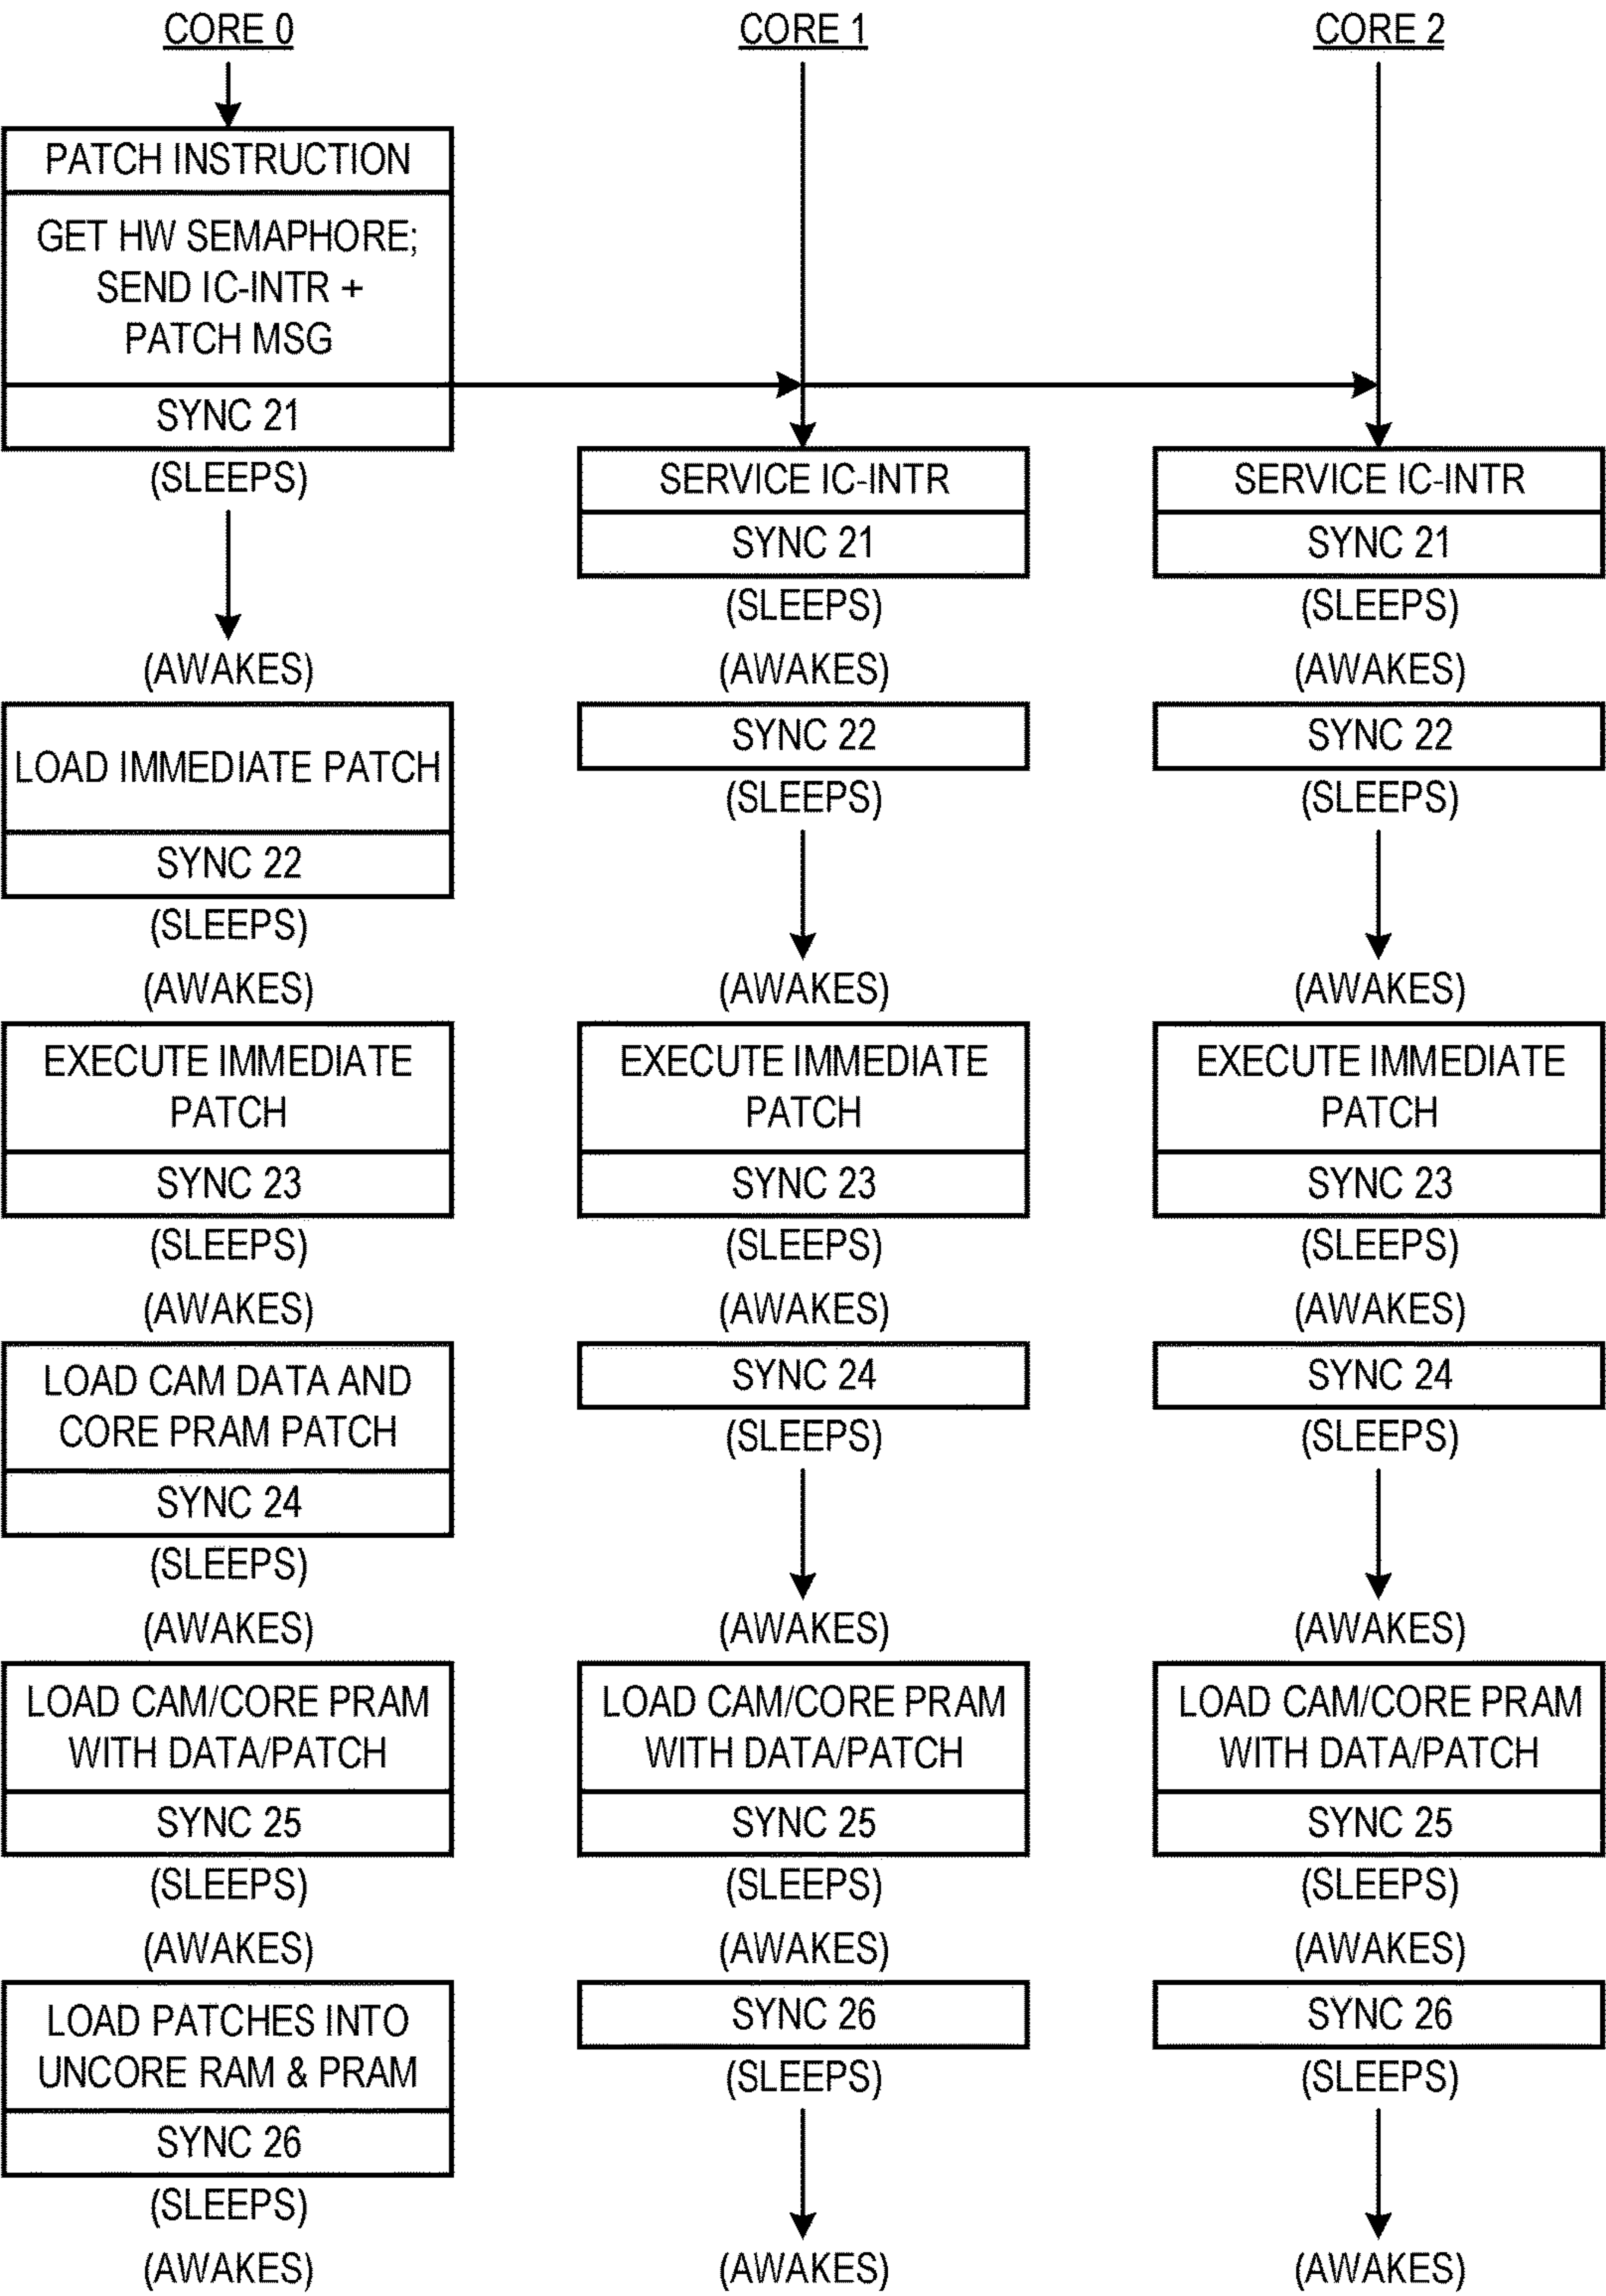 CORE 0
CORE 1
CORE 2
PATCH INSTRUCTION
GET HW SEMAPHORE;
SEND IC-INTR +
PATCH MSG
SYNC 21
(SLEEPS)
SERVICE IC-INTR
SERVICE IC-INTR
SYNC 21
SYNC 21
(SLEEPS)
(SLEEPS)
(AWAKES)
(AWAKES)
(AWAKES)
LOAD IMMEDIATE PATCH
SYNC 22
SYNC 22
(SLEEPS)
(SLEEPS)
SYNC 22
(SLEEPS)
(AWAKES)
(AWAKES)
(AWAKES)
EXECUTE IMMEDIATE
PATCH
EXECUTE IMMEDIATE
PATCH
EXECUTE IMMEDIATE
PATCH
SYNC 23
SYNC 23
SYNC 23
(SLEEPS)
(SLEEPS)
(SLEEPS)
(AWAKES)
(AWAKES)
(AWAKES)
LOAD CAM DATA AND
CORE PRAM PATCH
SYNC 24
SYNC 24
(SLEEPS)
(SLEEPS)
SYNC 24
(SLEEPS)
(AWAKES)
(AWAKES)
(AWAKES)
LOAD CAM/CORE PRAM
WITH DATA/PATCH
LOAD CAM/CORE PRAM
WITH DATA/PATCH
LOAD CAM/CORE PRAM
WITH DATA/PATCH
SYNC 25
SYNC 25
SYNC 25
(SLEEPS)
(SLEEPS)
(SLEEPS)
(AWAKES)
(AWAKES)
(AWAKES)
LOAD PATCHES INTO
UNCORE RAM & PRAM
SYNC 26
SYNC 26
(SLEEPS)
(SLEEPS)
SYNC 26
(SLEEPS)
(AWAKES)
(AWAKES)
(AWAKES)